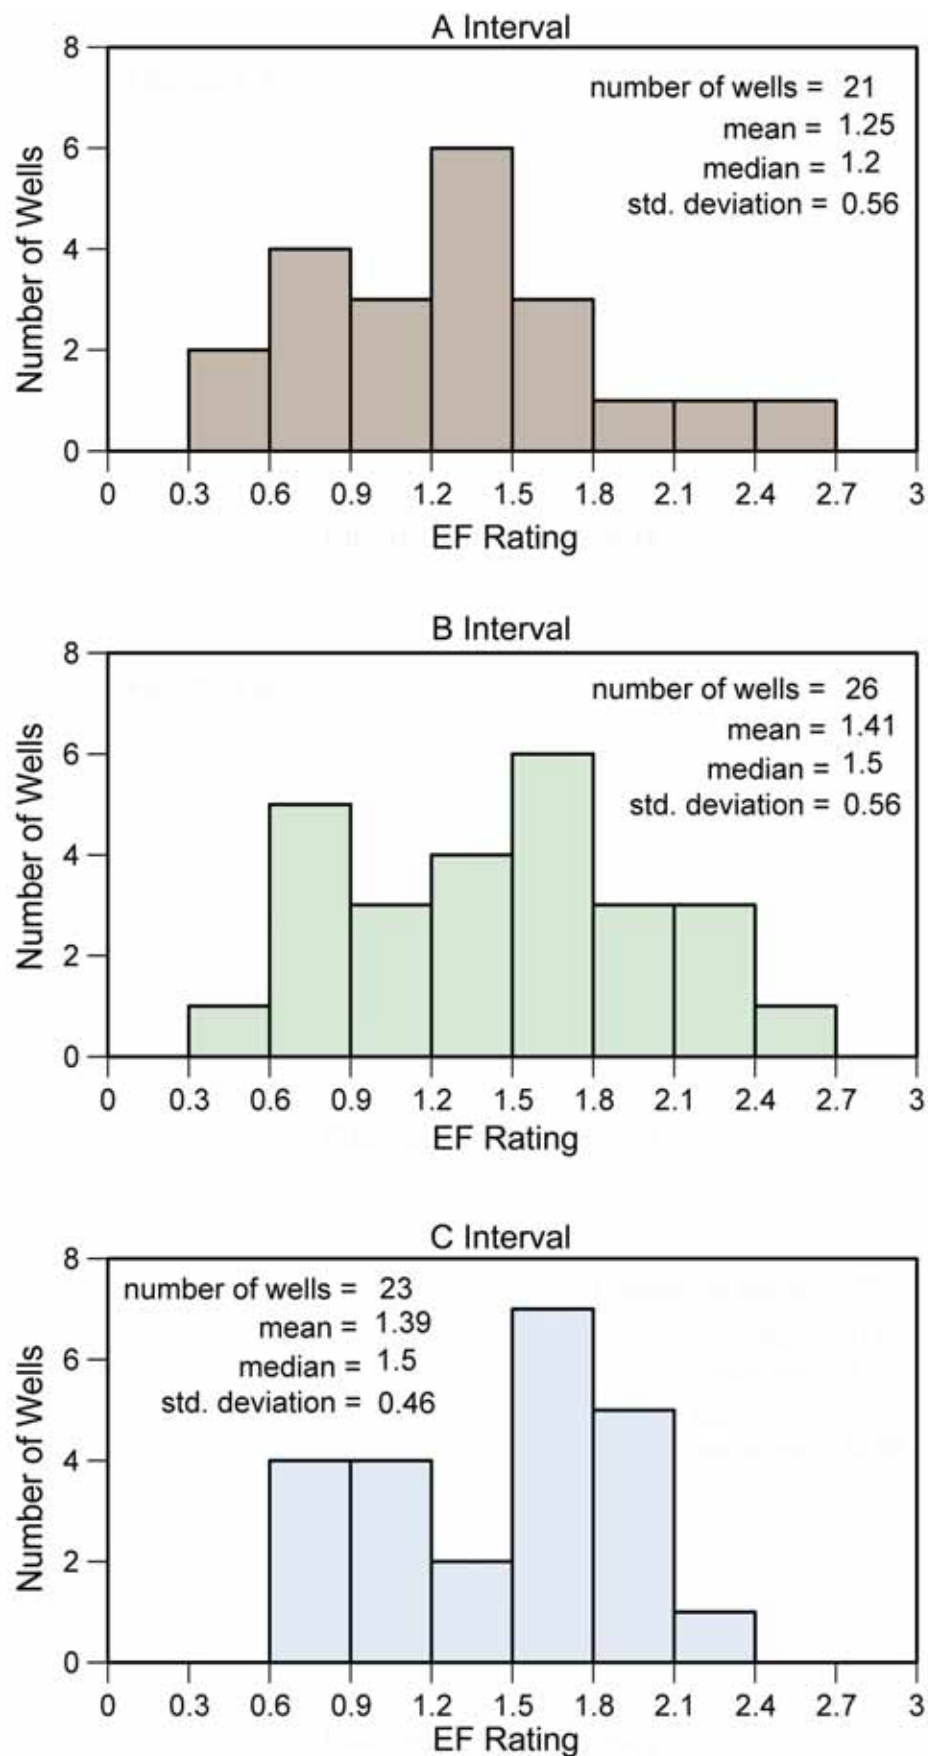 A Interval
number of wells = 21
mean = 1.25
median = 1.2
std. deviation = 0.56
Number of Wells
8
6
4
2
0
0 0.3 0.6 0.9 1.2 1.5 1.8 2.1 2.4 2.7 3
EF Rating
B Interval
number of wells = 26
mean = 1.41
median = 1.5
std. deviation = 0.56
Number of Wells
8
6
4
2
0
0 0.3 0.6 0.9 1.2 1.5 1.8 2.1 2.4 2.7 3
EF Rating
C Interval
number of wells = 23
mean = 1.39
median = 1.5
std. deviation = 0.46
Number of Wells
8
6
4
2
0
0 0.3 0.6 0.9 1.2 1.5 1.8 2.1 2.4 2.7 3
EF Rating